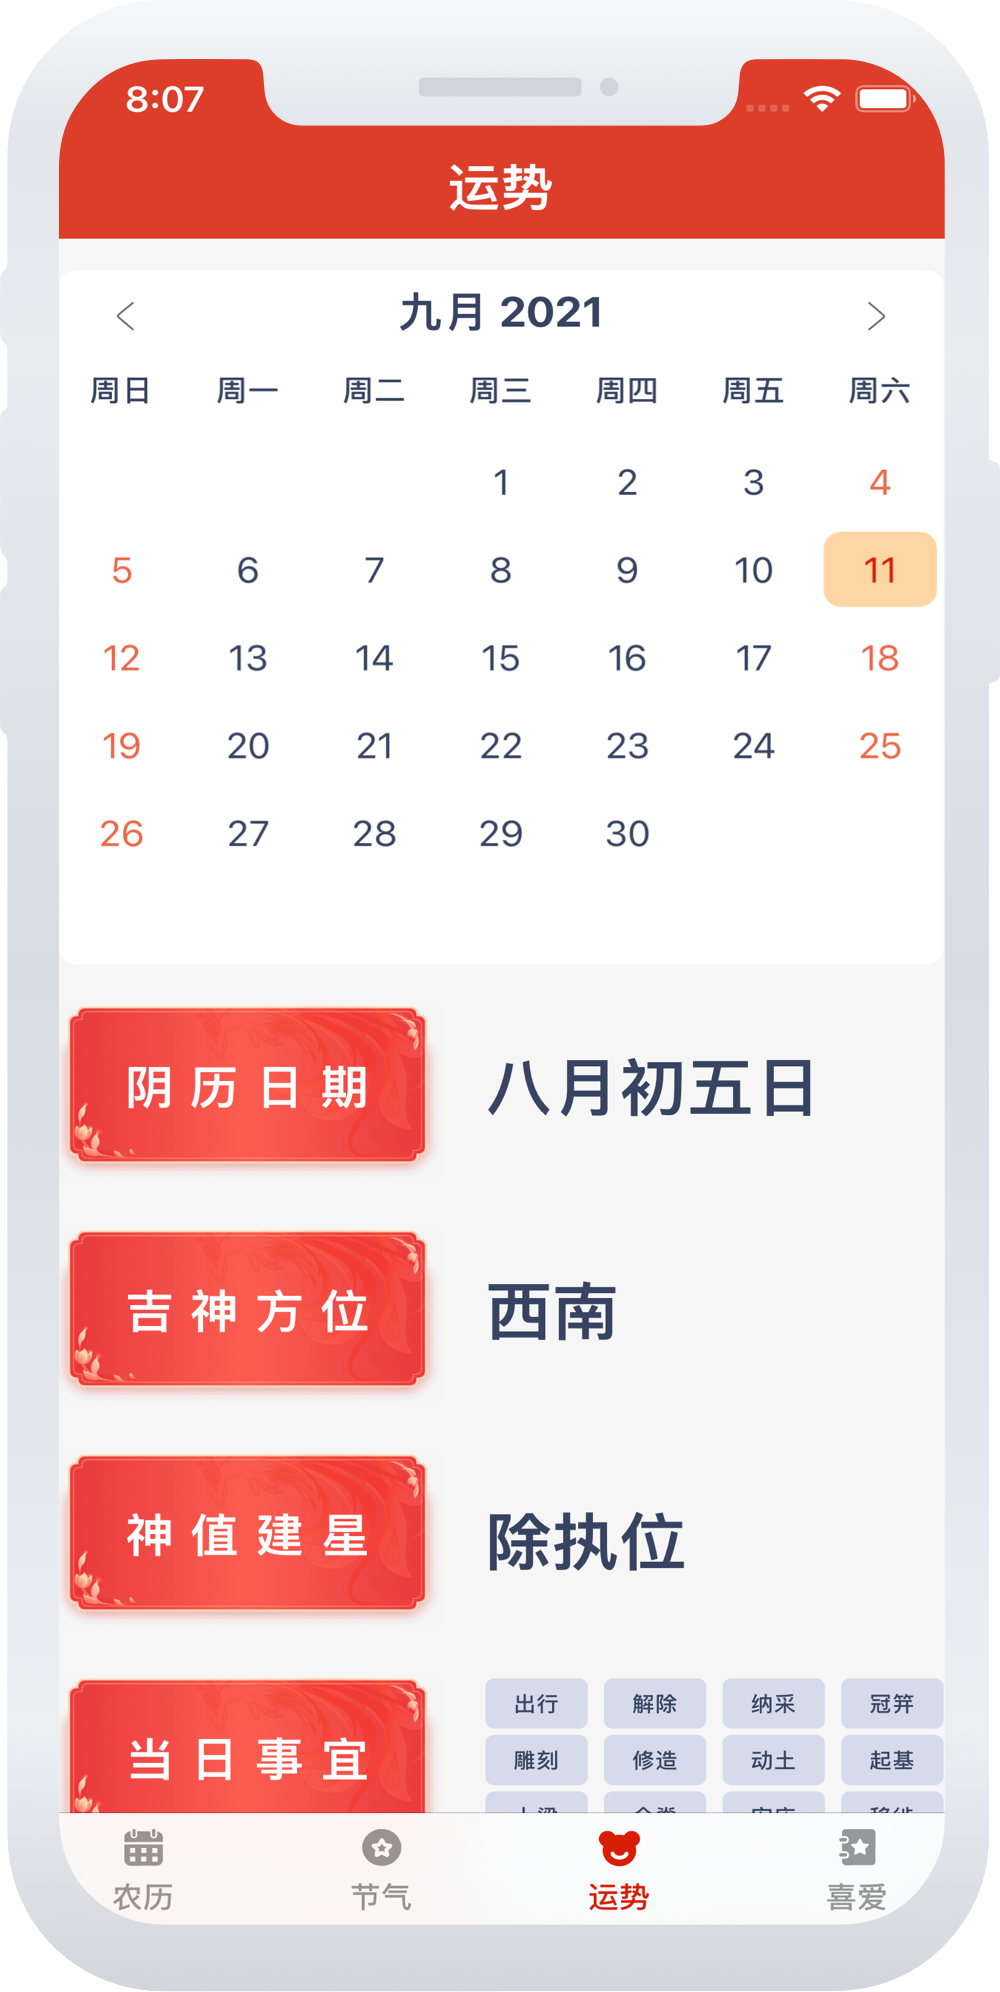 8:07
运势
九月 2021
周日 周一 周二 周三 周四 周五 周六
1 2 3 4
5 6 7 8 9 10 11
12 13 14 15 16 17 18
19 20 21 22 23 24 25
26 27 28 29 30
阴历日期 八月初五日
吉神方位 西南
神值建星 除执位
当日事宜
出行 解除 纳采 冠笄
雕刻 修造 动土 起基
农历 节气 运势 喜爱